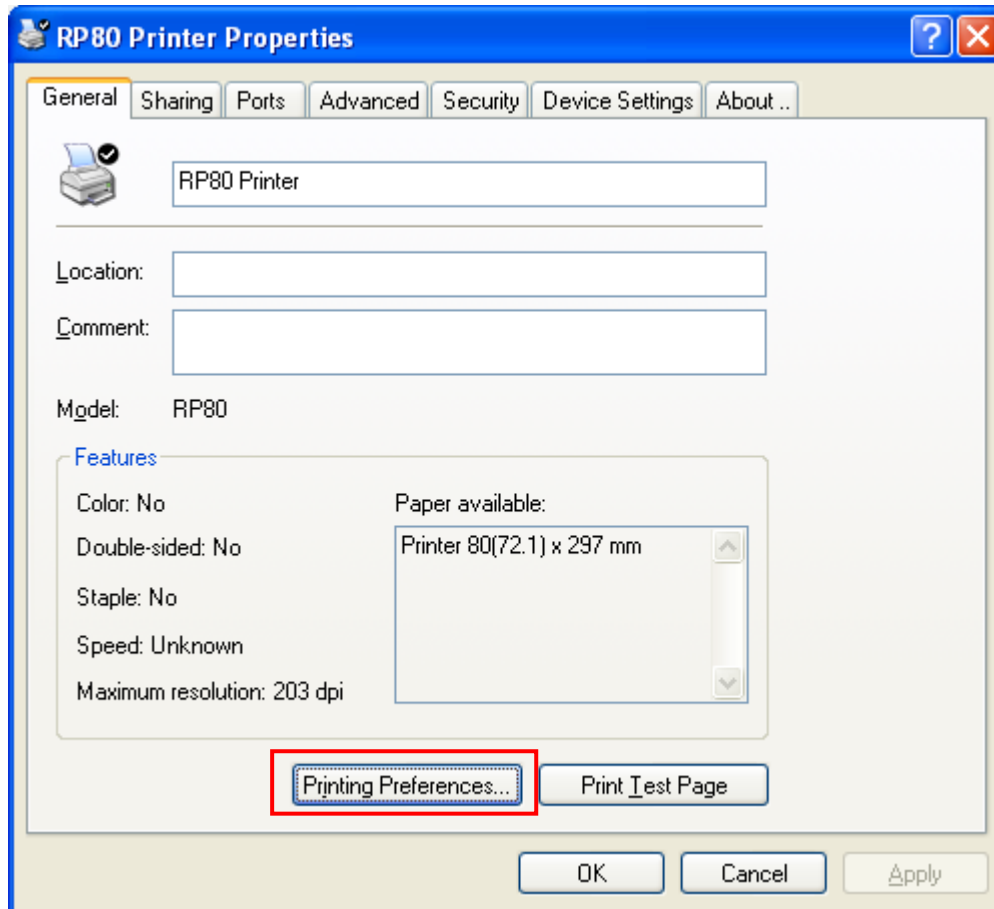 RP80 Printer Properties
General Sharing Ports Advanced Security Device Settings About ..
RP80 Printer
Location:
Comment:
Model: RP80
Features
Color: No
Paper available:
Double-sided: No
Printer 80(72.1) x 297 mm
Staple: No
Speed: Unknown
Maximum resolution: 203 dpi
Printing Preferences... Print Test Page
OK Cancel Apply